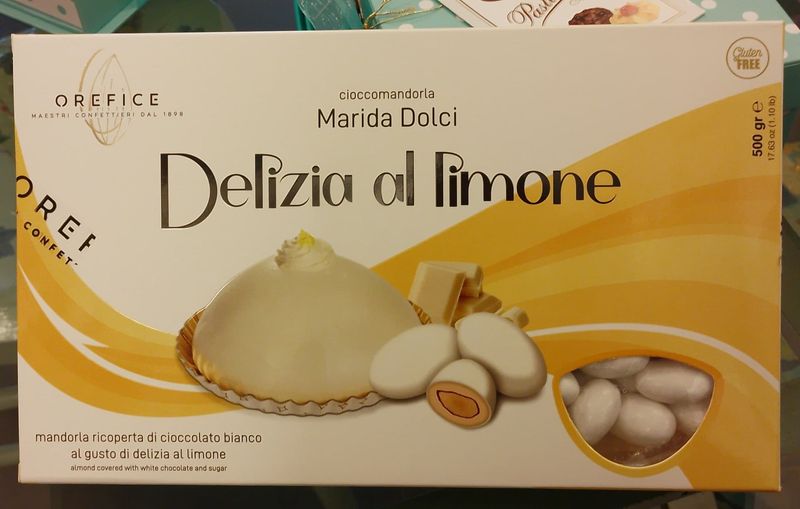 OREFICE
MAESTRI CONFETTIERI DAL 1898
cioccomandorla
Marida Dolci
Delizia al limone
Gluten
FREE
500 gr e
17.63 oz (1.10 lb)
mandorla ricoperta di cioccolato bianco
al gusto di delizia al limone
almond covered with white chocolate and sugar